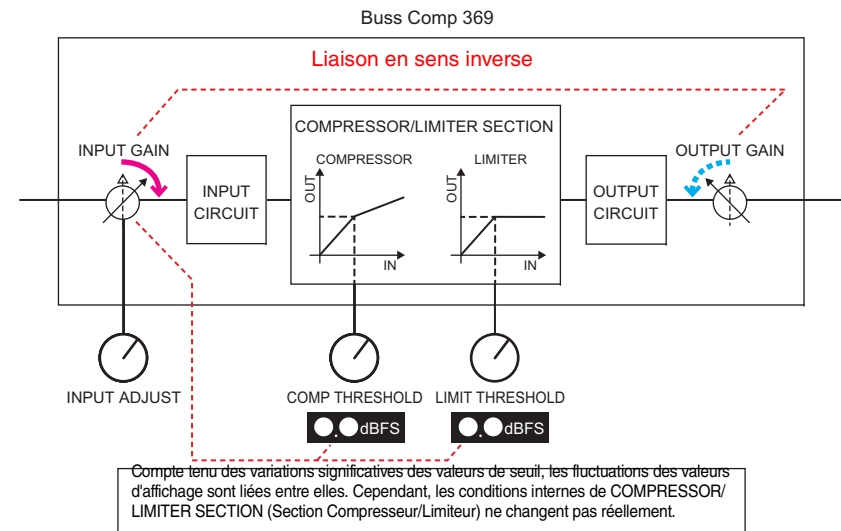 Buss Comp 369
Liaison en sens inverse
COMPRESSOR/LIMITER SECTION
INPUT GAIN
OUTPUT GAIN
COMPRESSOR
LIMITER
OUT
OUT
INPUT
CIRCUIT
OUTPUT
CIRCUIT
IN
IN
INPUT ADJUST
COMP THRESHOLD
LIMIT THRESHOLD
dBFS
dBFS
Compte tenu des variations significatives des valeurs de seuil, les fluctuations des valeurs
d'affichage sont liées entre elles. Cependant, les conditions internes de COMPRESSOR/
LIMITER SECTION (Section Compresseur/Limiteur) ne changent pas réellement.